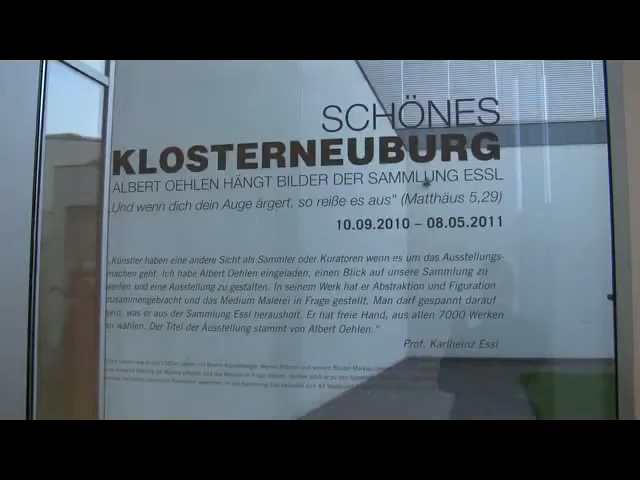 SCHÖNES
KLOSTERNEUBURG
ALBERT OEHLEN HÄNGT BILDER DER SAMMLUNG ESSL
„Und wenn dich dein Auge ärgert, so reiße es aus“ (Matthäus 5,29)
10.09.2010 – 08.05.2011
„Künstler haben eine andere Sicht als Sammler oder Kuratoren wenn es um das Ausstellungs-
machen geht. Ich habe Albert Oehlen eingeladen, einen Blick auf unsere Sammlung zu
werfen und eine Ausstellung zu gestalten. In seinem Werk hat er Abstraktion und Figuration
zusammengebracht und das Medium Malerei in Frage gestellt. Man darf gespannt darauf
sein, was er aus der Sammlung Essl herausholt. Er hat freie Hand, aus allen 7000 Werken
zu wählen. Der Titel der Ausstellung stammt von Albert Oehlen.“
Prof. Karlheinz Essl